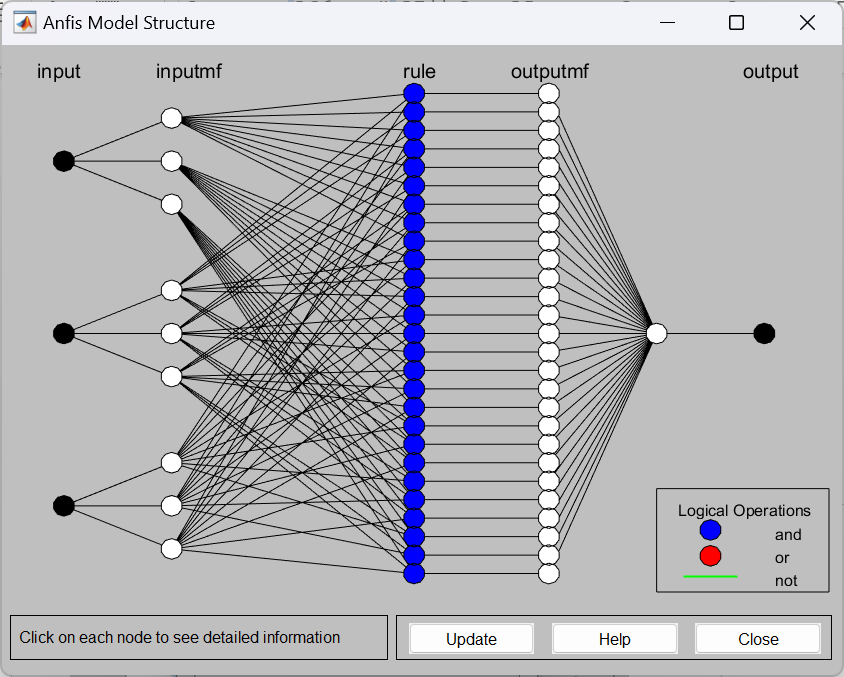 Anfis Model Structure
input inputmf rule outputmf output
Logical Operations
and
or
not
Click on each node to see detailed information
Update Help Close